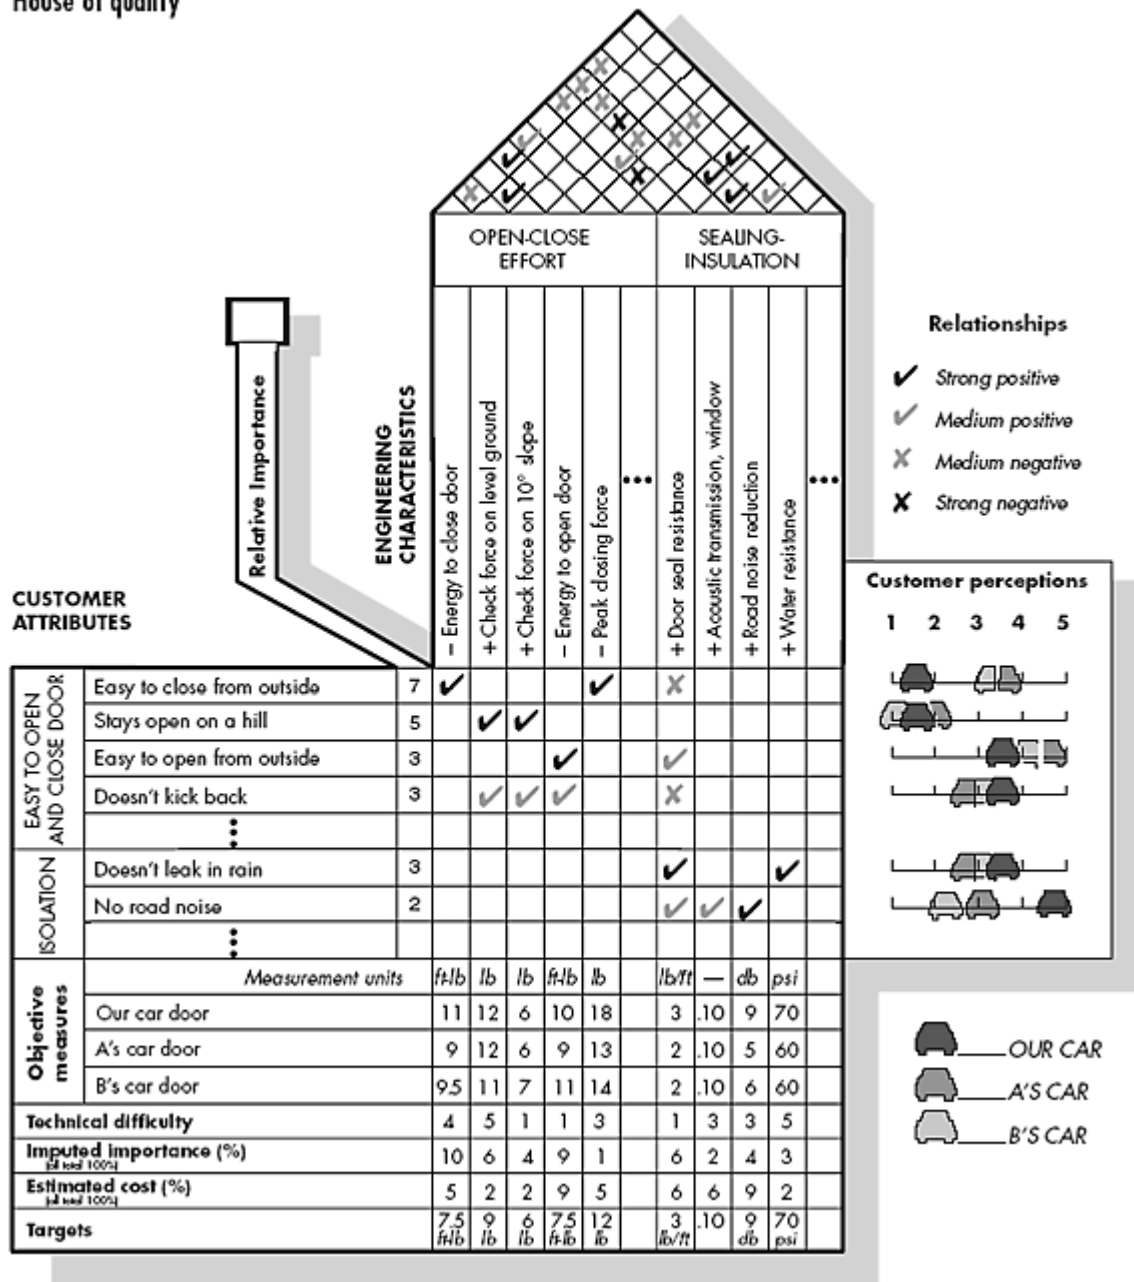 House of quality
OPEN-CLOSE
EFFORT
SEALING-
INSULATION
Relationships
Strong positive
Medium positive
Medium negative
Strong negative
Relative Importance
ENGINEERING
CHARACTERISTICS
– Energy to close door
+ Check force on level ground
+ Check force on 10° slope
– Energy to open door
– Peak closing force
•••
+ Door seal resistance
+ Acoustic transmission, window
+ Road noise reduction
+ Water resistance
•••
Customer perceptions
1 2 3 4 5
CUSTOMER
ATTRIBUTES
EASY TO OPEN
AND CLOSE DOOR
Easy to close from outside 7
Stays open on a hill 5
Easy to open from outside 3
Doesn't kick back 3
ISOLATION
Doesn't leak in rain 3
No road noise 2
Objective
measures
Measurement units ft-lb lb lb ft-lb lb lb/ft — db psi
Our car door 11 12 6 10 18 3 .10 9 70
A's car door 9 12 6 9 13 2 .10 5 60
B's car door 9.5 11 7 11 14 2 .10 6 60
Technical difficulty 4 5 1 1 3 1 3 3 5
Imputed importance (%) 10 6 4 9 1 6 2 4 3
(all total 100%)
Estimated cost (%) 5 2 2 9 5 6 6 9 2
(all total 100%)
Targets 7.5 ft-lb 9 lb 6 lb 7.5 ft-lb 12 lb 3 lb/ft .10 9 db 70 psi
OUR CAR
A'S CAR
B'S CAR